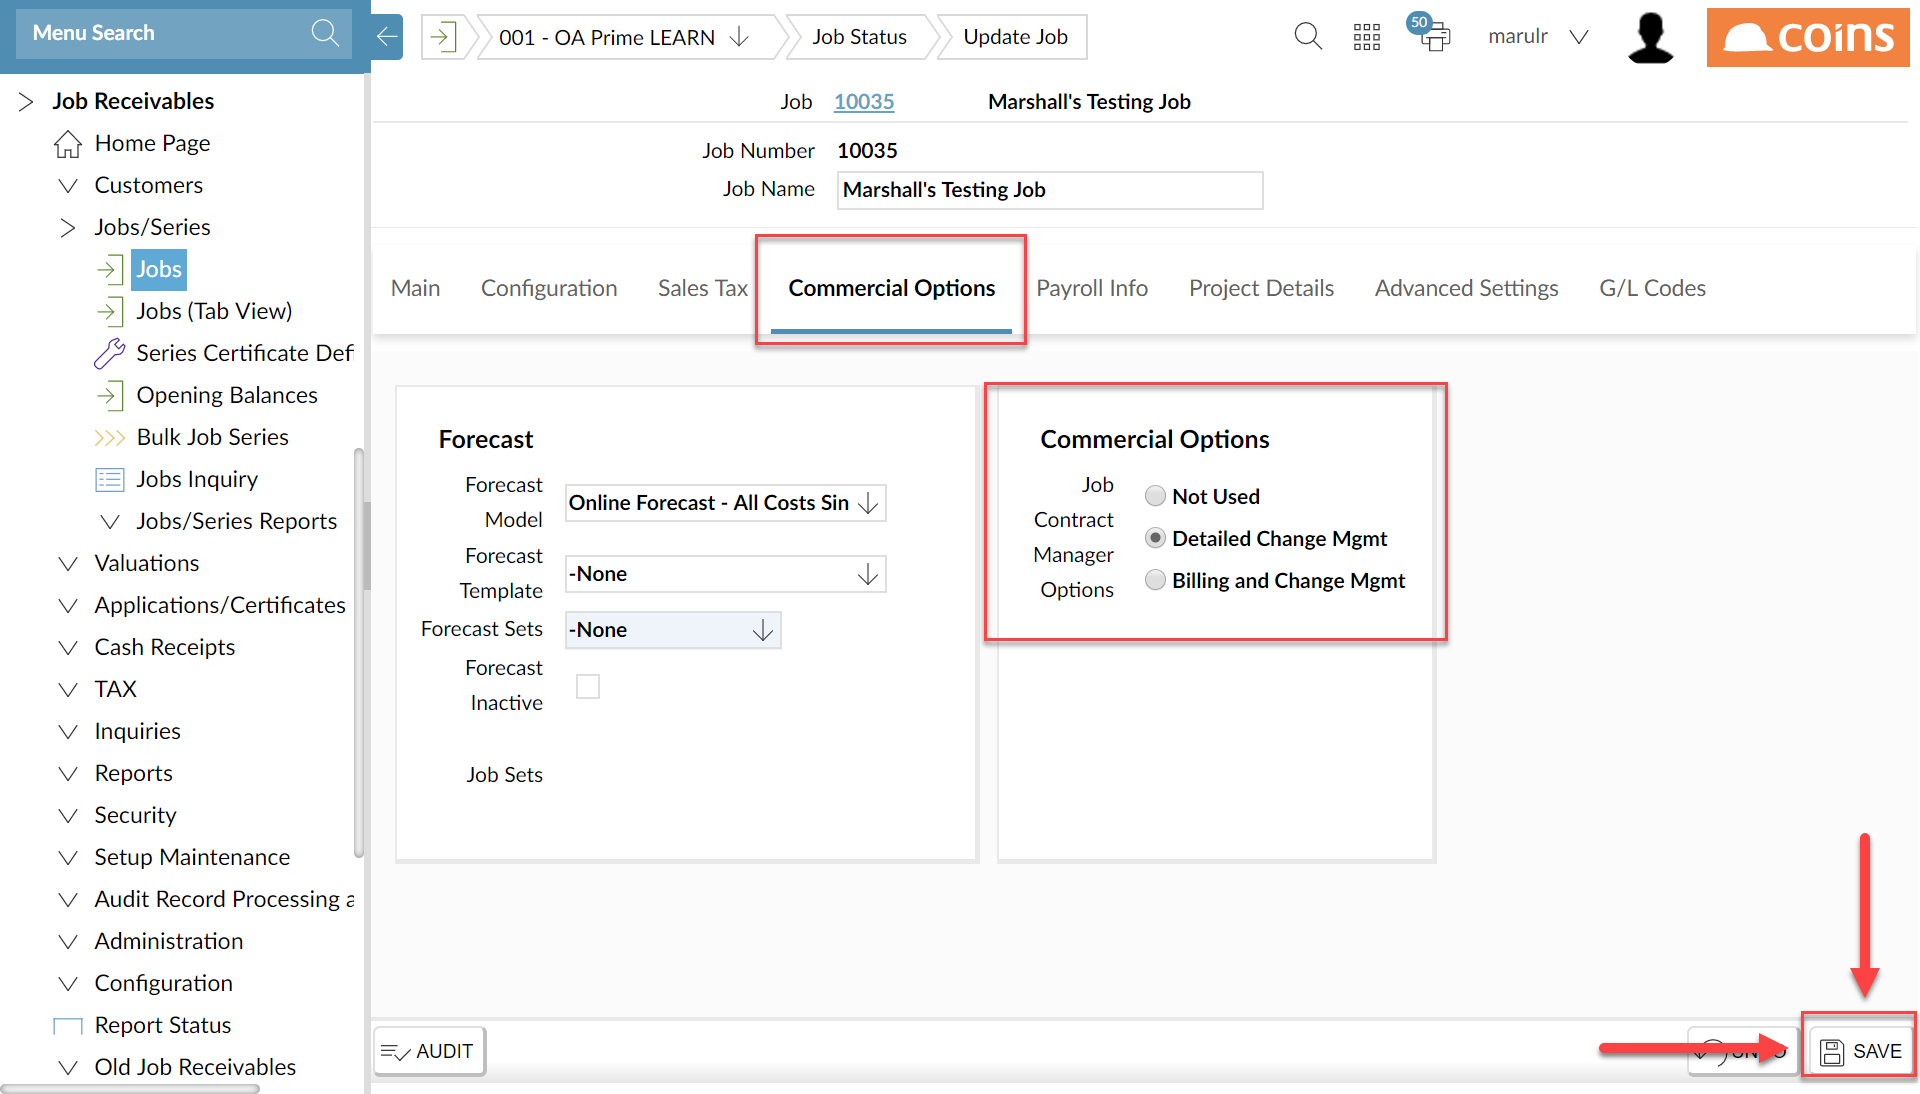 Menu Search
001 - OA Prime LEARN
Job Status
Update Job
50
marulr
coins
Job Receivables
Home Page
Customers
Jobs/Series
Jobs
Jobs (Tab View)
Series Certificate Defi
Opening Balances
Bulk Job Series
Jobs Inquiry
Jobs/Series Reports
Valuations
Applications/Certificates
Cash Receipts
TAX
Inquiries
Reports
Security
Setup Maintenance
Audit Record Processing a
Administration
Configuration
Report Status
Old Job Receivables
Job 10035 Marshall's Testing Job
Job Number 10035
Job Name Marshall's Testing Job
Main Configuration Sales Tax Commercial Options Payroll Info Project Details Advanced Settings G/L Codes
Forecast
Forecast
Model
Online Forecast - All Costs Sin
Forecast
Template
-None
Forecast Sets -None
Forecast
Inactive
Job Sets
Commercial Options
Job
Contract
Manager
Options
Not Used
Detailed Change Mgmt
Billing and Change Mgmt
AUDIT
SAVE